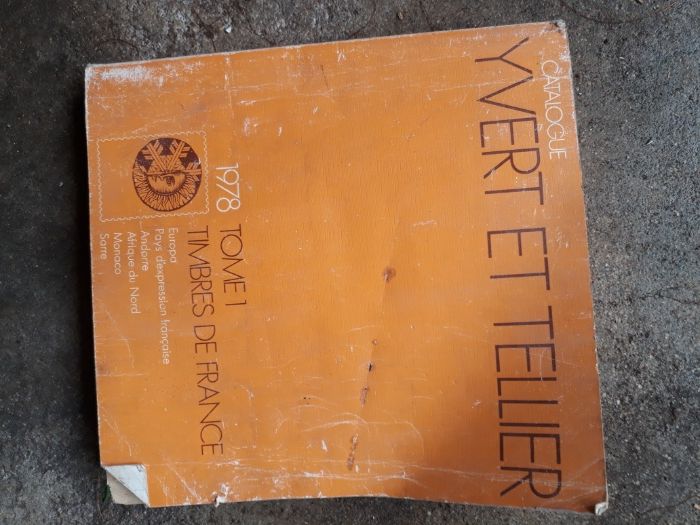 CATALOGUE
YVERT ET TELLIER
1978 TOME 1
TIMBRES DE FRANCE
Europa
Pays d'expression française
Andorre
Afrique du Nord
Monaco
Sarre